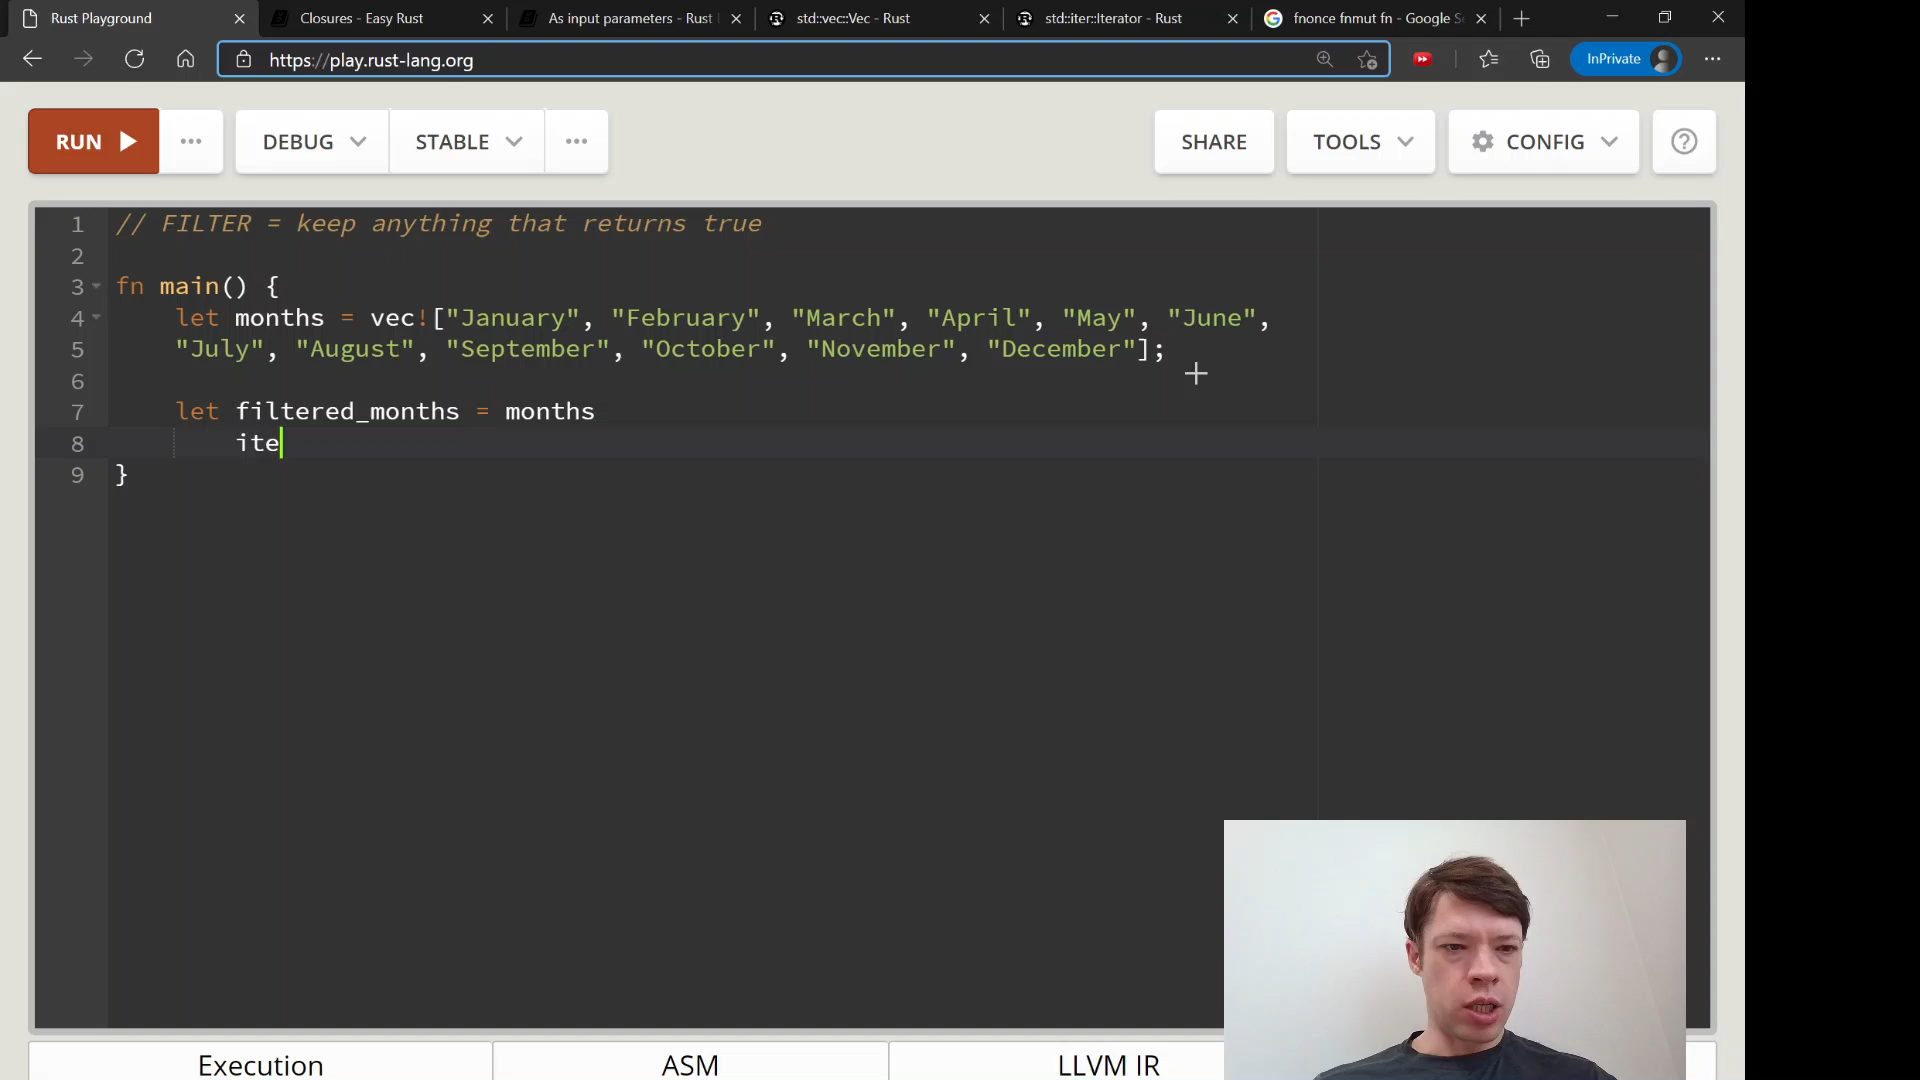 Rust Playground
Closures - Easy Rust
As input parameters - Rust
std::vec::Vec - Rust
std::iter::Iterator - Rust
fnonce fnmut fn - Google S
https://play.rust-lang.org
InPrivate
RUN
DEBUG
STABLE
SHARE
TOOLS
CONFIG
1 // FILTER = keep anything that returns true
2
3 fn main() {
4 let months = vec!["January", "February", "March", "April", "May", "June",
5 "July", "August", "September", "October", "November", "December"];
6
7 let filtered_months = months
8 ite
9 }
Execution
ASM
LLVM IR